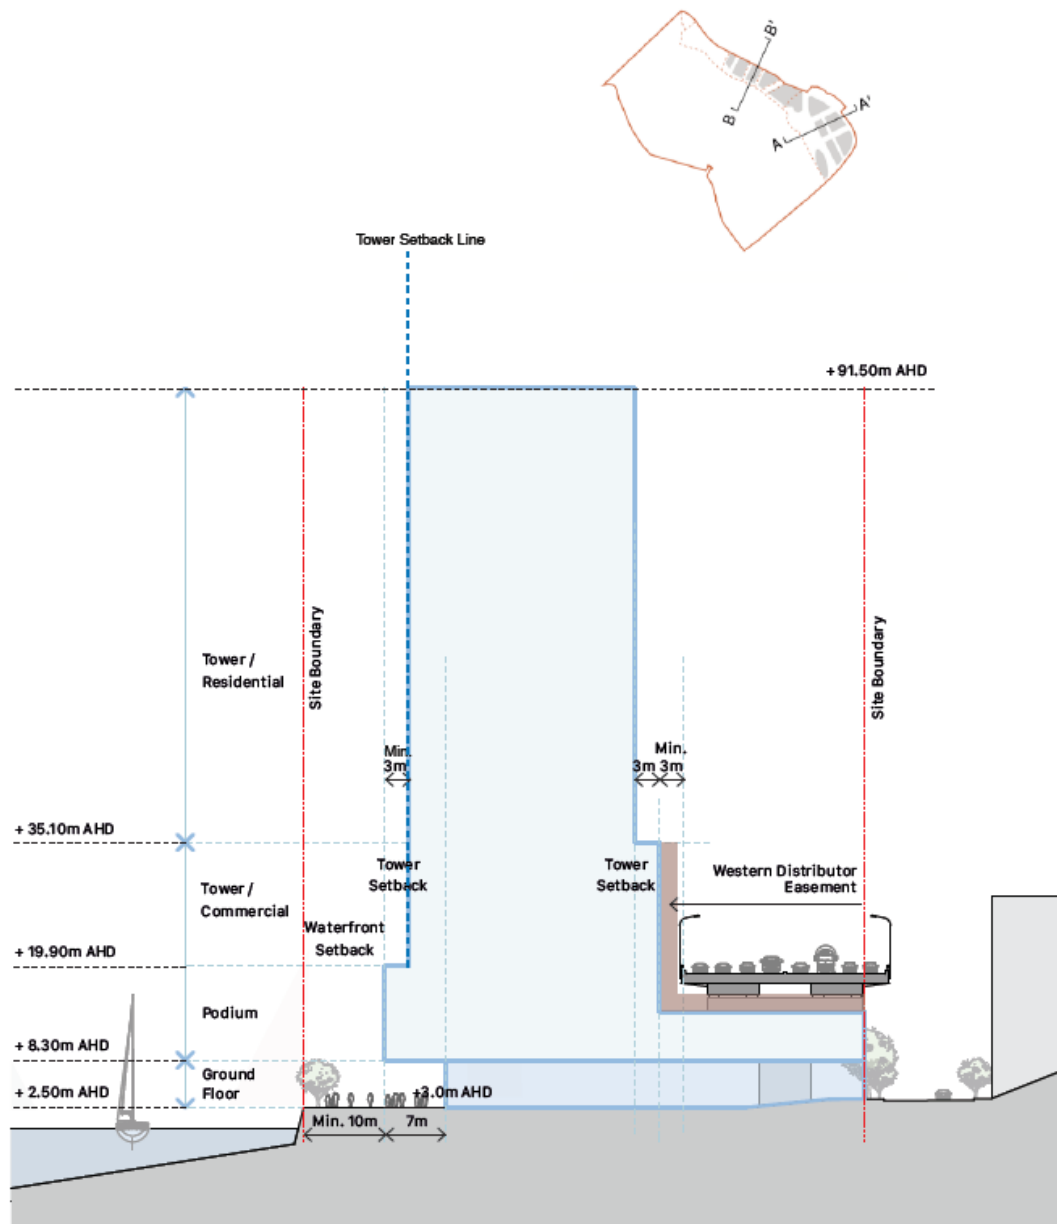 B'
A'
B
A
Tower Setback Line
+ 91.50m AHD
Site Boundary
Site Boundary
Tower /
Residential
Min.
3m
Min.
3m 3m
+ 35.10m AHD
Tower
Setback
Tower
Setback
Western Distributor
Easement
Tower /
Commercial
Waterfront
Setback
+ 19.90m AHD
Podium
+ 8.30m AHD
Ground
Floor
+ 2.50m AHD
+3.0m AHD
Min. 10m
7m